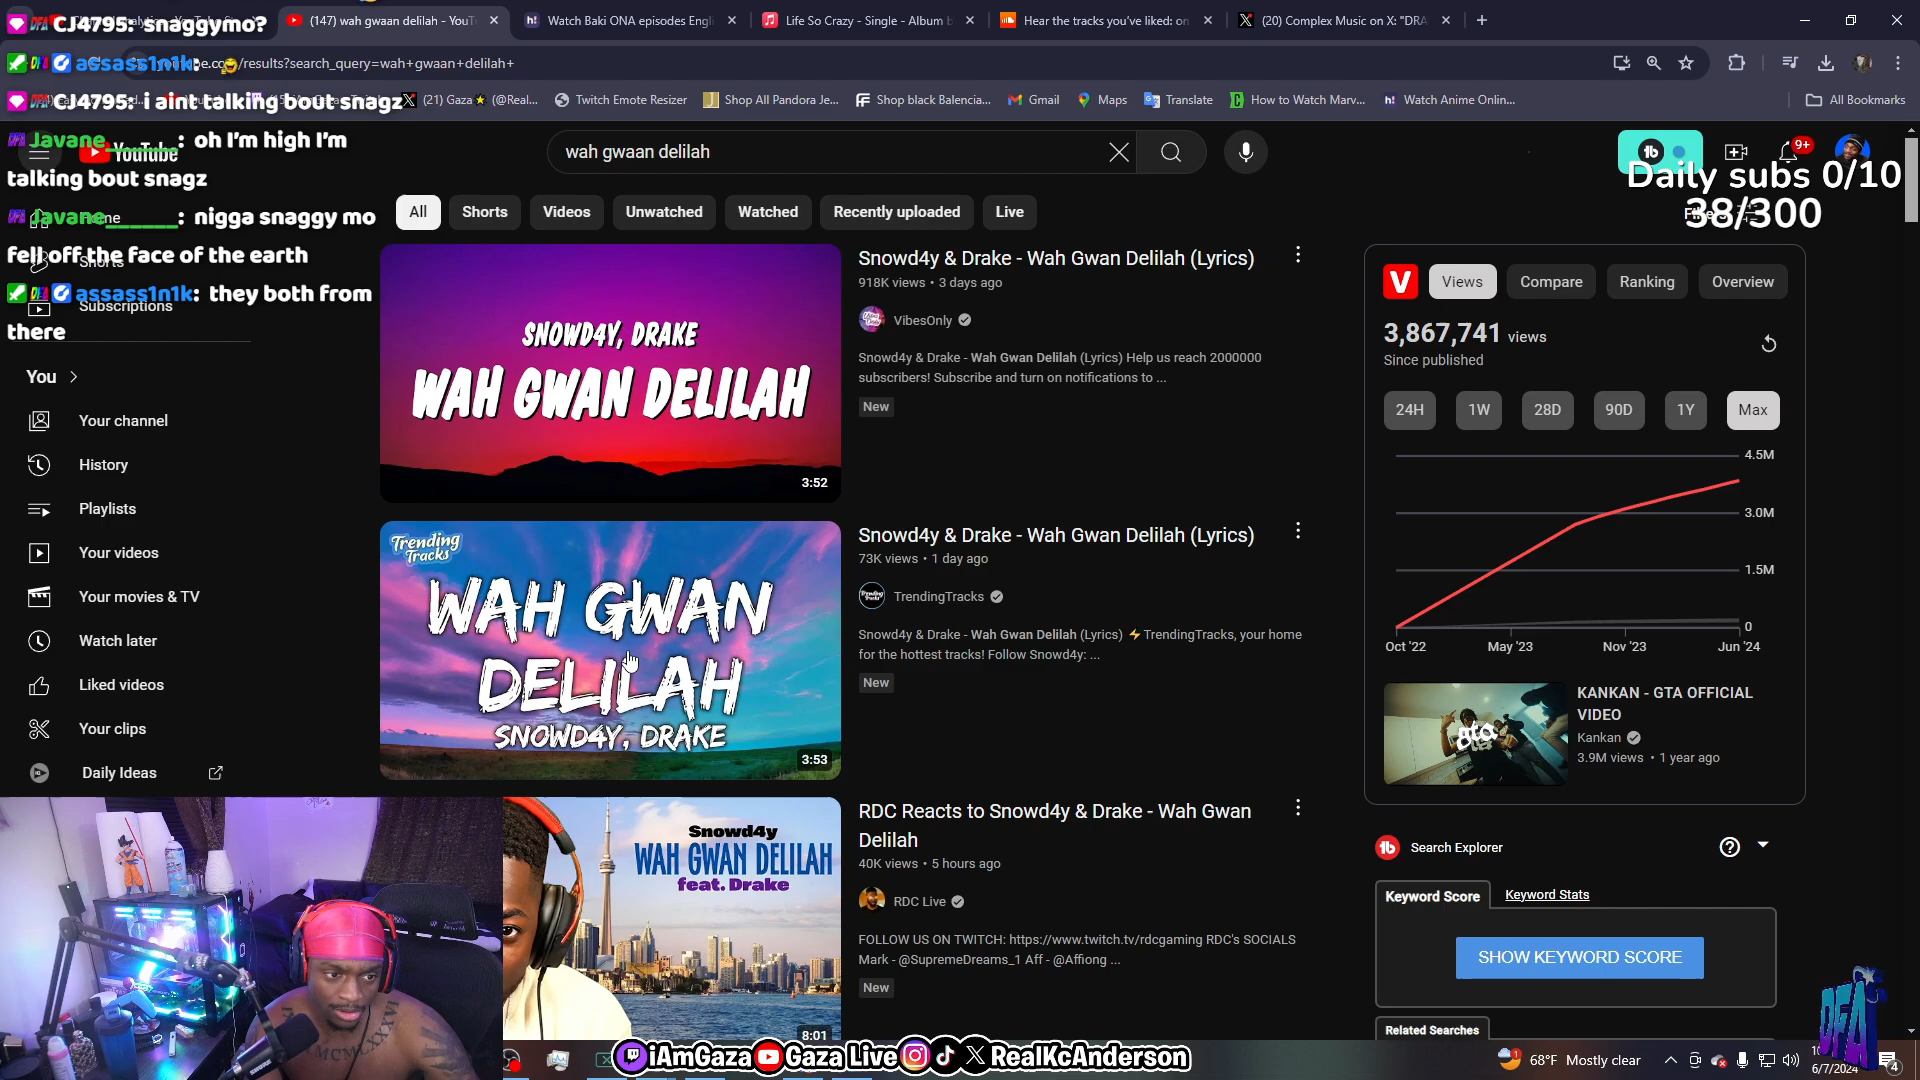 CJ4795: snaggymo?
assass1n1k:
CJ4795: i aint talking bout snagz
Javane______: oh I'm high I'm
talking bout snagz
Javane______: nigga snaggy mo
fell off the face of the earth
assass1n1k: they both from
there
(147) wah gwaan delilah - YouT
Watch Baki ONA episodes Engli
Life So Crazy - Single - Album b
Hear the tracks you've liked: on
(20) Complex Music on X: "DRA
/results?search_query=wah+gwaan+delilah+
(21) Gaza⭐ (@Real...
Twitch Emote Resizer
Shop All Pandora Je...
Shop black Balencia...
Gmail
Maps
Translate
How to Watch Marv...
Watch Anime Onlin...
All Bookmarks
YouTube
wah gwaan delilah
9+
Daily subs 0/10
38/300
Home
Shorts
Subscriptions
You
Your channel
History
Playlists
Your videos
Your movies & TV
Watch later
Liked videos
Your clips
Daily Ideas
All
Shorts
Videos
Unwatched
Watched
Recently uploaded
Live
SNOWD4Y, DRAKE
WAH GWAN DELILAH
3:52
Snowd4y & Drake - Wah Gwan Delilah (Lyrics)
918K views • 3 days ago
VibesOnly
Snowd4y & Drake - Wah Gwan Delilah (Lyrics) Help us reach 2000000
subscribers! Subscribe and turn on notifications to ...
New
Trending
Tracks
WAH GWAN
DELILAH
SNOWD4Y, DRAKE
3:53
Snowd4y & Drake - Wah Gwan Delilah (Lyrics)
73K views • 1 day ago
TrendingTracks
Snowd4y & Drake - Wah Gwan Delilah (Lyrics) ⚡ TrendingTracks, your home
for the hottest tracks! Follow Snowd4y: ...
New
Snowd4y
WAH GWAN DELILAH
feat. Drake
8:01
RDC Reacts to Snowd4y & Drake - Wah Gwan
Delilah
40K views • 5 hours ago
RDC Live
FOLLOW US ON TWITCH: https://www.twitch.tv/rdcgaming RDC's SOCIALS
Mark - @SupremeDreams_1 Aff - @Affiong ...
New
Views
Compare
Ranking
Overview
3,867,741 views
Since published
24H
1W
28D
90D
1Y
Max
4.5M
3.0M
1.5M
0
Oct '22
May '23
Nov '23
Jun '24
gta
KANKAN - GTA OFFICIAL
VIDEO
Kankan
3.9M views • 1 year ago
Search Explorer
Keyword Score
Keyword Stats
SHOW KEYWORD SCORE
Related Searches
DFA
iAmGaza
Gaza Live
RealKcAnderson
68°F Mostly clear
6/7/2024
4